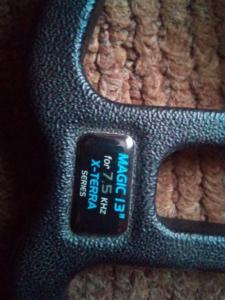 MAGIC 13"
for 7.5 KHz
X-TERRA
SERIES